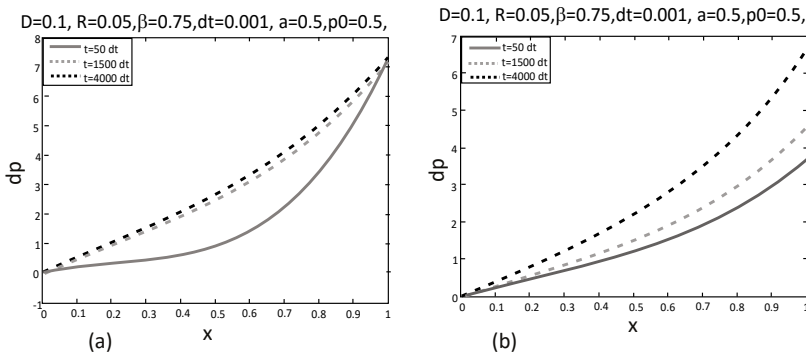 D=0.1, R=0.05,β=0.75,dt=0.001, a=0.5,p0=0.5,
8
7
6
5
4
3
2
1
0
-1
dp
t=50 dt
t=1500 dt
t=4000 dt
0 0.1 0.2 0.3 0.4 0.5 0.6 0.7 0.8 0.9 1
x
(a)
D=0.1, R=0.05,β=0.75,dt=0.001, a=0.5,p0=0.5,
7
6
5
4
3
2
1
0
dp
t=50 dt
t=1500 dt
t=4000 dt
0 0.1 0.2 0.3 0.4 0.5 0.6 0.7 0.8 0.9 1
x
(b)